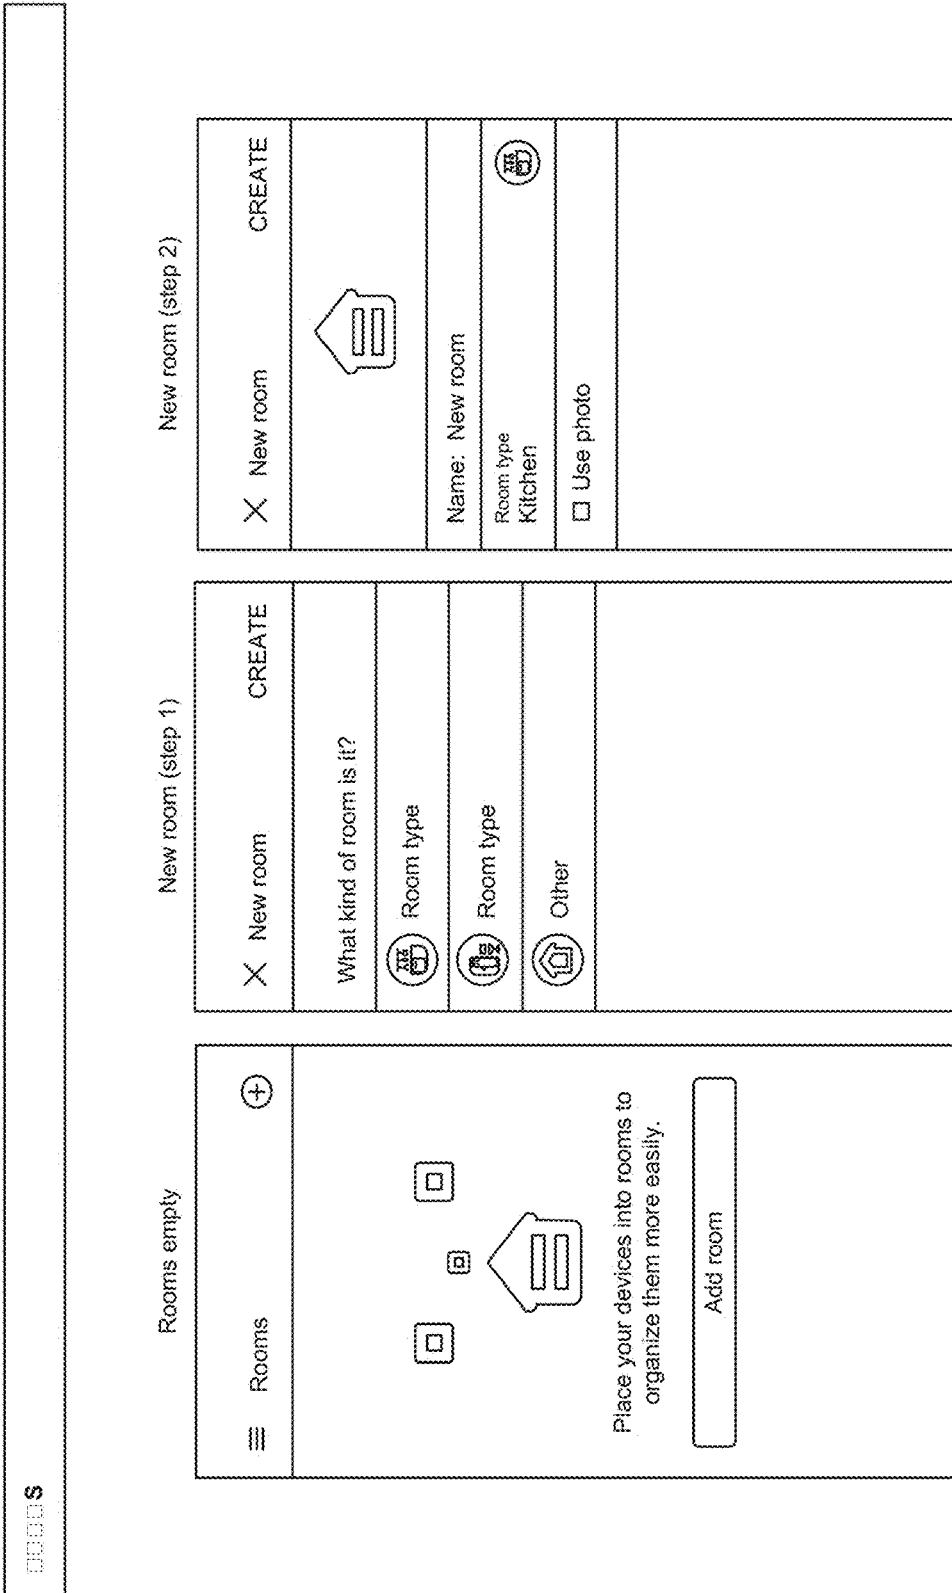 □□□□s
Rooms empty
Rooms
Place your devices into rooms to
organize them more easily.
Add room
New room (step 1)
New room CREATE
What kind of room is it?
Room type
Room type
Other
New room (step 2)
New room CREATE
Name: New room
Room type
Kitchen
Use photo